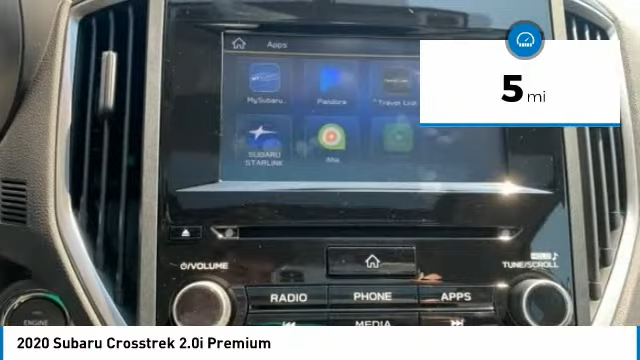 Apps
5 mi
MySubaru
Pandora
Travel Link
SUBARU
STARLINK
Aha
VOLUME
TUNE/SCROLL
RADIO PHONE APPS
MEDIA
ENGINE
2020 Subaru Crosstrek 2.0i Premium